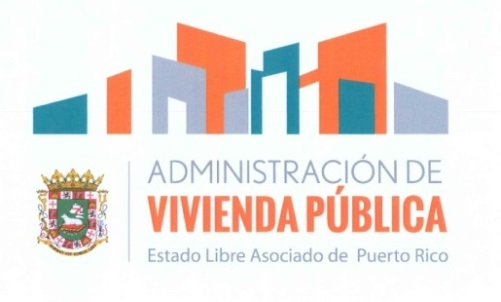 ADMINISTRACIÓN DE
VIVIENDA PÚBLICA
Estado Libre Asociado de Puerto Rico